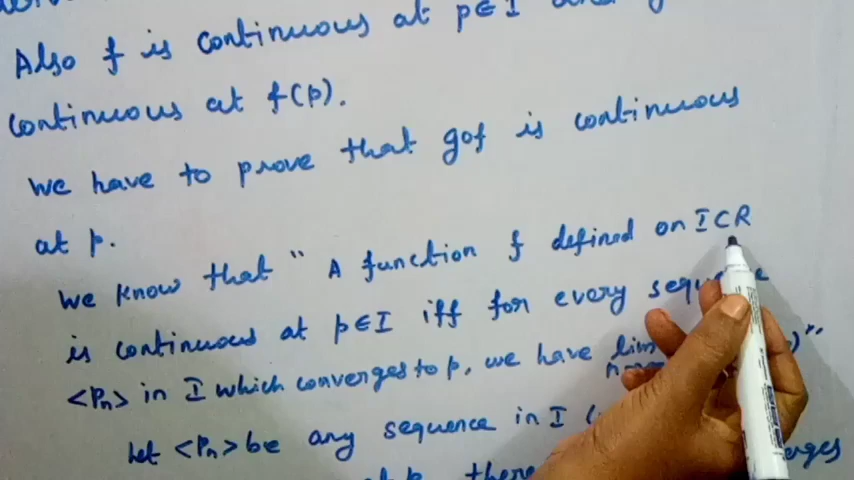 Also f is continuous at p∈I and g
continuous at f(p).
We have to prove that gof is continuous
at p.
We know that " A function f defined on I⊂R
is continuous at p∈I iff for every
<Pn> in I which converges to p, we have lim
Let <Pn> be any sequence in I